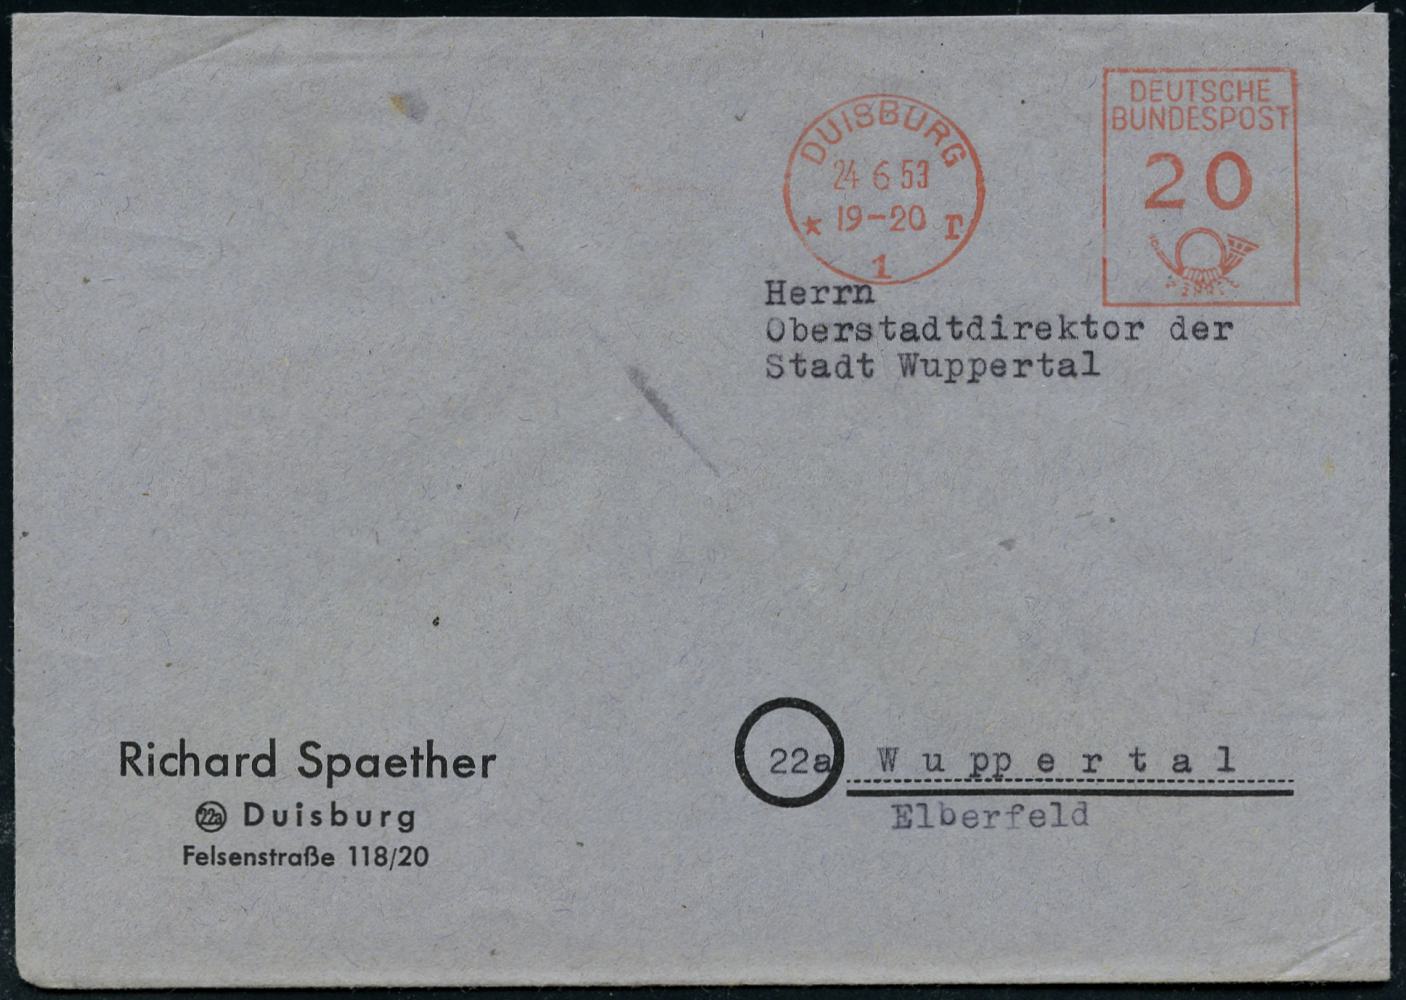 DUISBURG
24 6 53
* 19-20 r
1
DEUTSCHE
BUNDESPOST
20
Herrn
Oberstadtdirektor der
Stadt Wuppertal
Richard Spaether
22a Duisburg
Felsenstraße 118/20
22a Wuppertal
Elberfeld